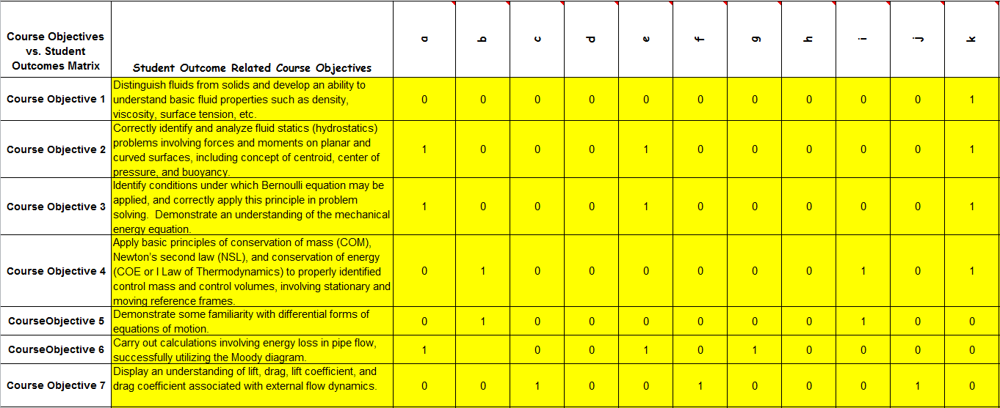 Course Objectives
vs. Student
Outcomes Matrix
Student Outcome Related Course Objectives
a b c d e f g h i j k
Course Objective 1
Distinguish fluids from solids and develop an ability to
understand basic fluid properties such as density,
viscosity, surface tension, etc.
0 0 0 0 0 0 0 0 0 0 1
Course Objective 2
Correctly identify and analyze fluid statics (hydrostatics)
problems involving forces and moments on planar and
curved surfaces, including concept of centroid, center of
pressure, and buoyancy.
1 0 0 0 1 0 0 0 0 0 1
Course Objective 3
Identify conditions under which Bernoulli equation may be
applied, and correctly apply this principle in problem
solving. Demonstrate an understanding of the mechanical
energy equation.
1 0 0 0 1 0 0 0 0 0 1
Course Objective 4
Apply basic principles of conservation of mass (COM),
Newton's second law (NSL), and conservation of energy
(COE or I Law of Thermodynamics) to properly identified
control mass and control volumes, involving stationary and
moving reference frames.
0 1 0 0 0 0 0 0 1 0 1
CourseObjective 5
Demonstrate some familiarity with differential forms of
equations of motion.
0 1 0 0 0 0 0 0 1 0 0
CourseObjective 6
Carry out calculations involving energy loss in pipe flow,
successfully utilizing the Moody diagram.
1 0 0 1 0 1 0 0 0 0
Course Objective 7
Display an understanding of lift, drag, lift coefficient, and
drag coefficient associated with external flow dynamics.
0 0 1 0 0 1 0 0 0 1 0